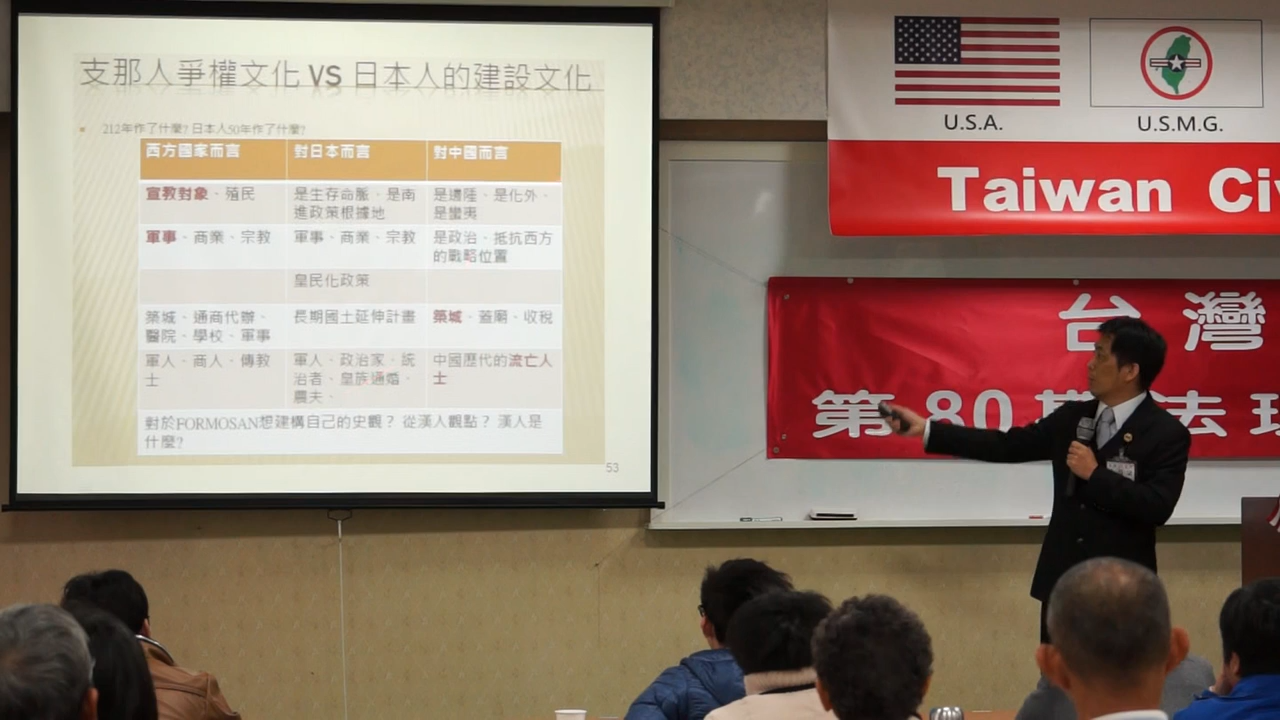 支那人爭權文化 VS 日本人的建設文化
212年作了什麼? 日本人50年作了什麼?
西方國家而言 對日本而言 對中國而言
宣教對象、殖民 是生存命脈、是南進政策根據地 是邊陲、是化外、是蠻夷
軍事、商業、宗教 軍事、商業、宗教 是政治、抵抗西方的戰略位置
皇民化政策
築城、通商代辦、醫院、學校、軍事 長期國土延伸計畫 築城、蓋廟、收稅
軍人、商人、傳教士 軍人、政治家、統治者、皇族通婚、農夫、 中國歷代的流亡人士
對於FORMOSAN想建構自己的史觀？ 從漢人觀點？ 漢人是
什麼?
53
U.S.A. U.S.M.G.
Taiwan Ci
台灣
第80 法